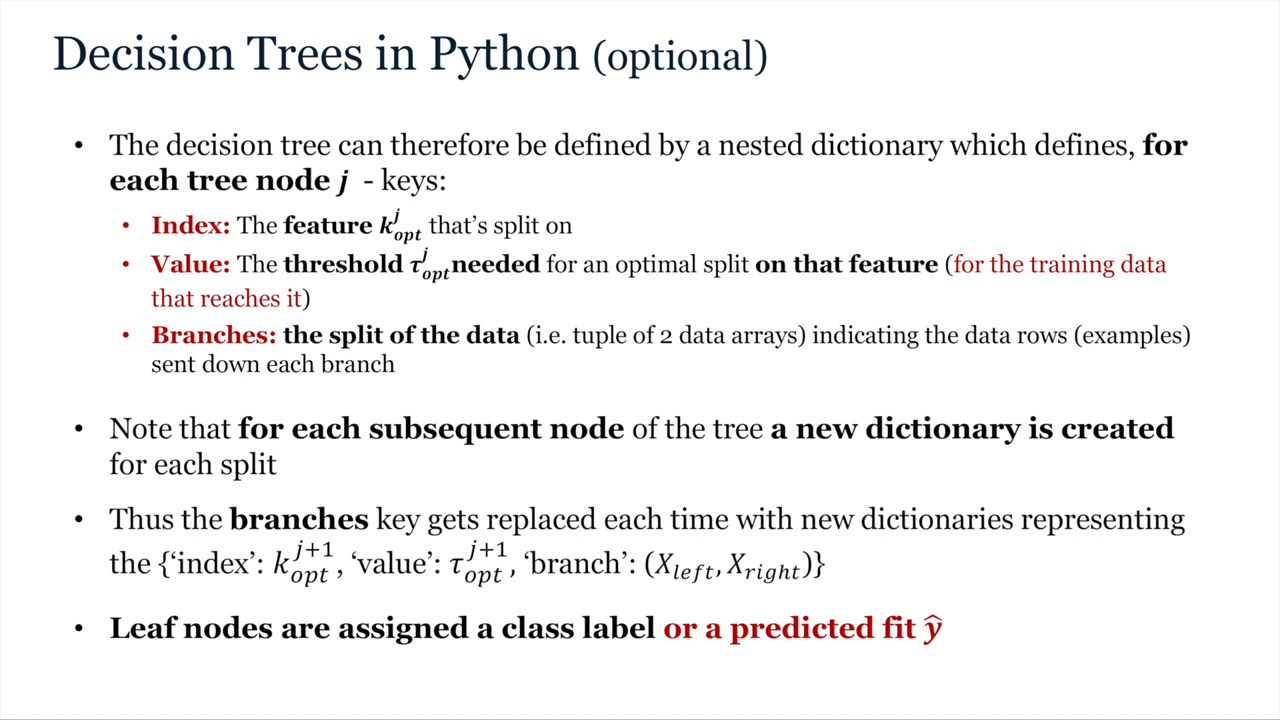 Decision Trees in Python (optional)
• The decision tree can therefore be defined by a nested dictionary which defines, for
each tree node j - keys:
• Index: The feature k^j_opt that's split on
• Value: The threshold τ^j_opt needed for an optimal split on that feature (for the training data
that reaches it)
• Branches: the split of the data (i.e. tuple of 2 data arrays) indicating the data rows (examples)
sent down each branch
• Note that for each subsequent node of the tree a new dictionary is created
for each split
• Thus the branches key gets replaced each time with new dictionaries representing
the {‘index’: k^{j+1}_opt, ‘value’: τ^{j+1}_opt, ‘branch’: (X_left, X_right)}
• Leaf nodes are assigned a class label or a predicted fit ŷ